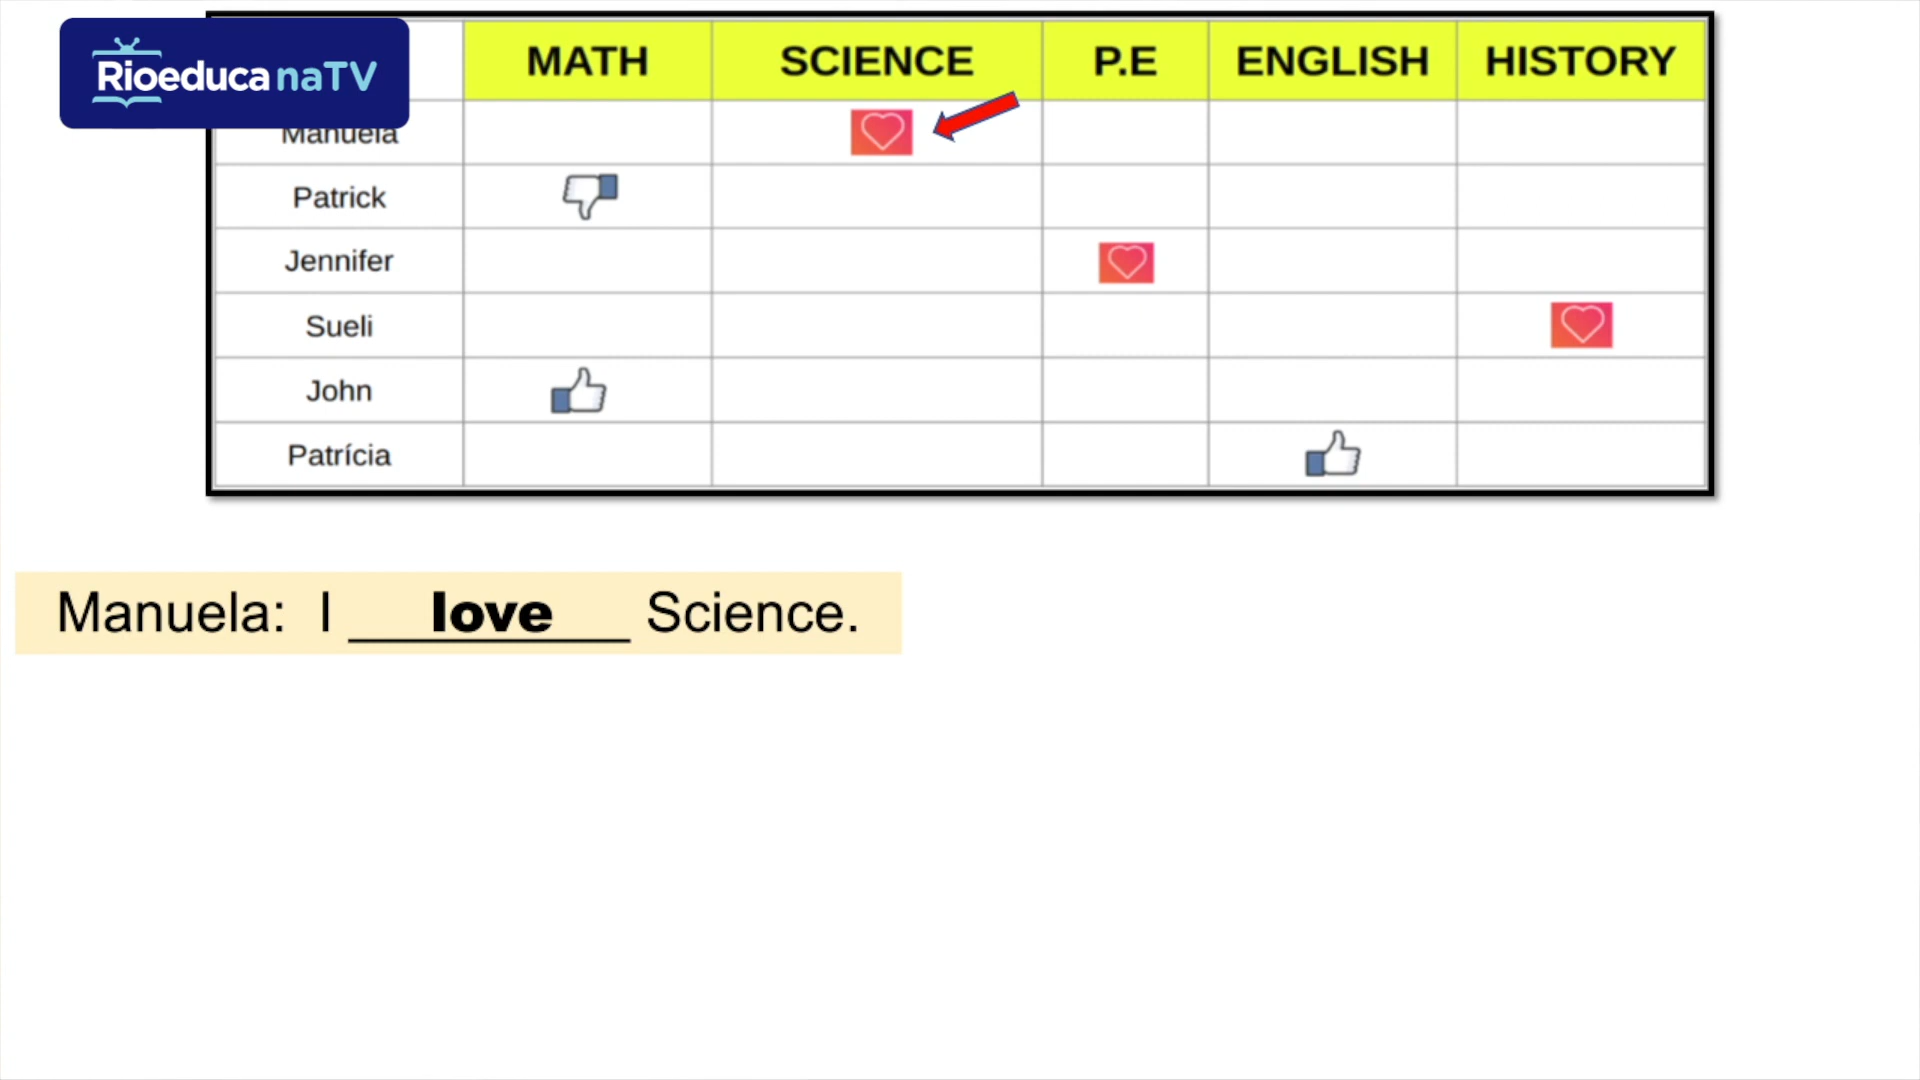 Rioeduca naTV
MATH SCIENCE P.E ENGLISH HISTORY
Manuela
Patrick
Jennifer
Sueli
John
Patrícia
Manuela: I love Science.